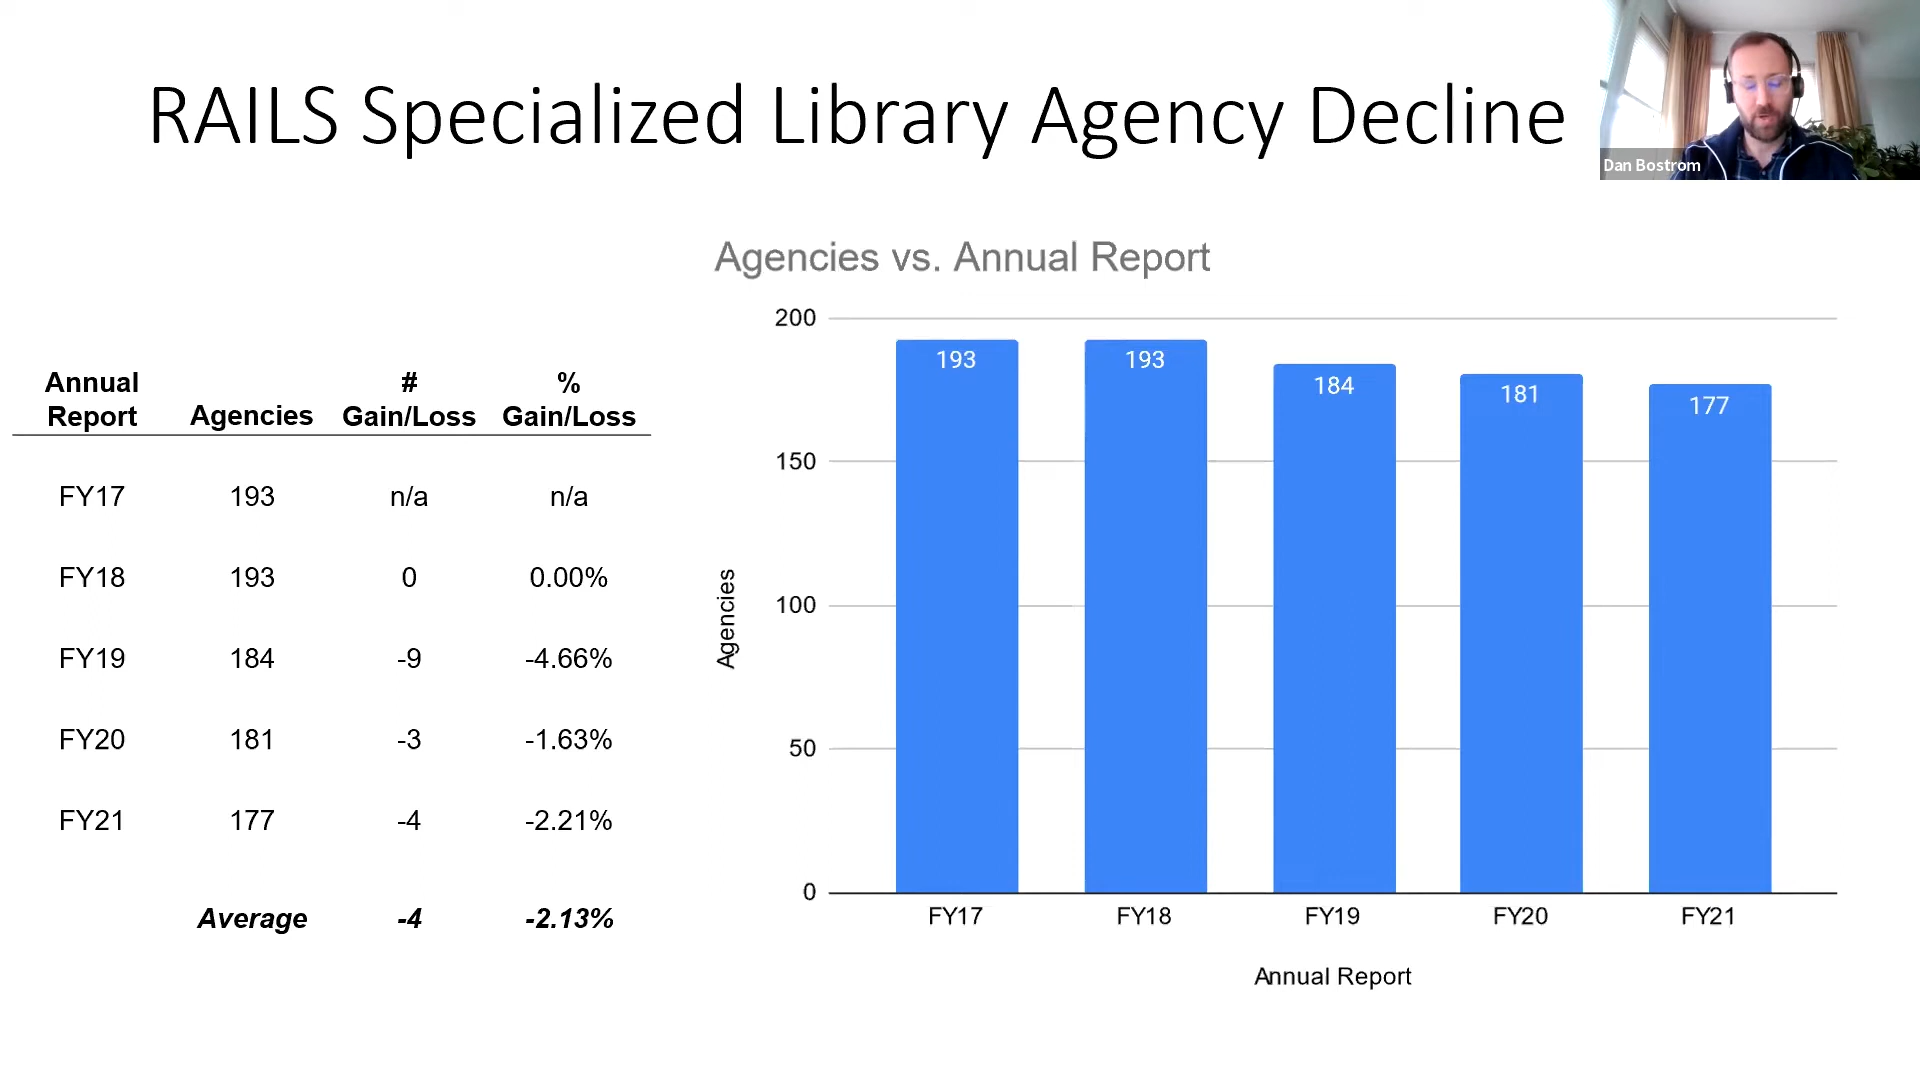 RAILS Specialized Library Agency Decline
Dan Bostrom
Annual Report Agencies # Gain/Loss % Gain/Loss
FY17 193 n/a n/a
FY18 193 0 0.00%
FY19 184 -9 -4.66%
FY20 181 -3 -1.63%
FY21 177 -4 -2.21%
Average -4 -2.13%
Agencies vs. Annual Report
200
150
100
50
0
Agencies
193 193 184 181 177
FY17 FY18 FY19 FY20 FY21
Annual Report